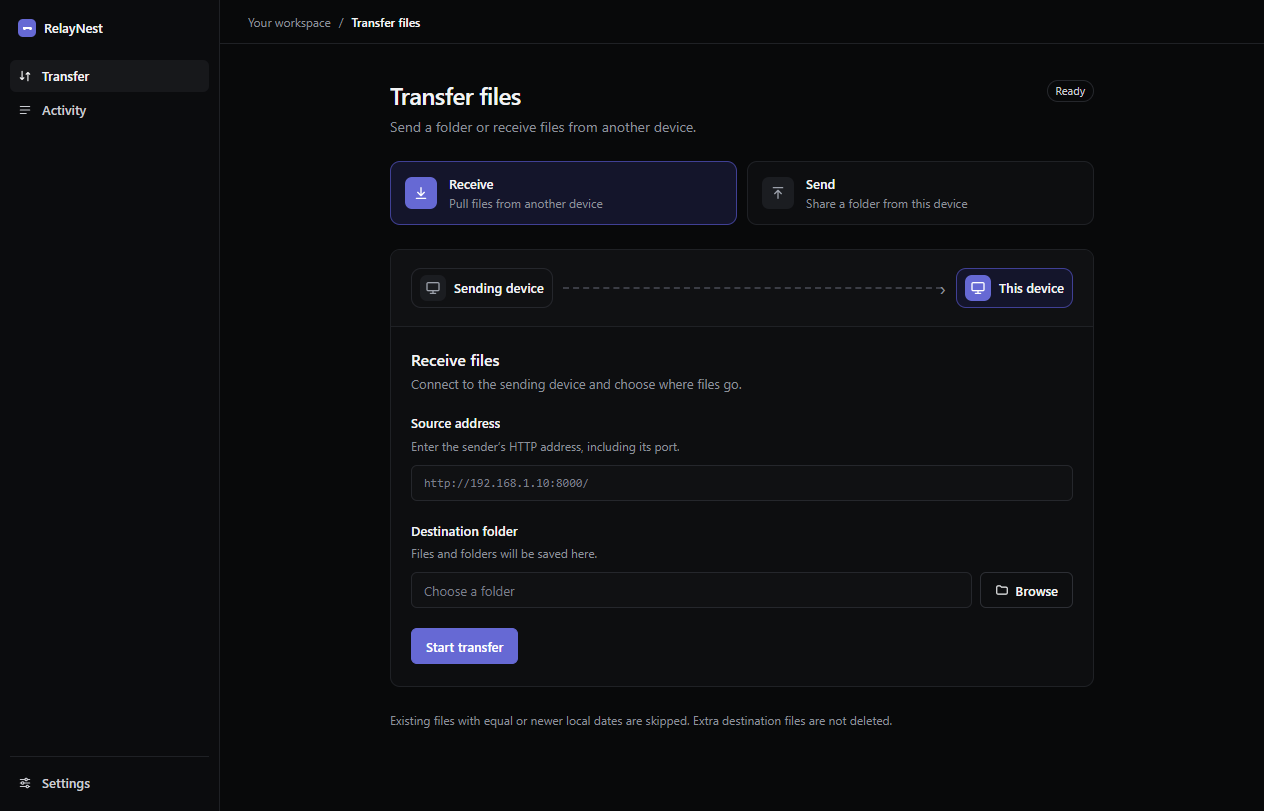 RelayNest
Your workspace / Transfer files
Transfer
Activity
Transfer files
Ready
Send a folder or receive files from another device.
Receive
Pull files from another device
Send
Share a folder from this device
Sending device
This device
Receive files
Connect to the sending device and choose where files go.
Source address
Enter the sender's HTTP address, including its port.
http://192.168.1.10:8000/
Destination folder
Files and folders will be saved here.
Choose a folder
Browse
Start transfer
Existing files with equal or newer local dates are skipped. Extra destination files are not deleted.
Settings